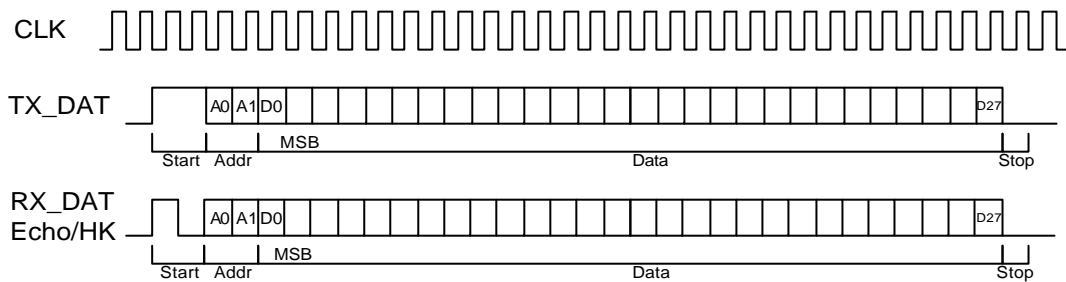 CLK
TX_DAT
A0 A1 D0 D27
MSB
Start Addr Data Stop
RX_DAT
Echo/HK
A0 A1 D0 D27
MSB
Start Addr Data Stop